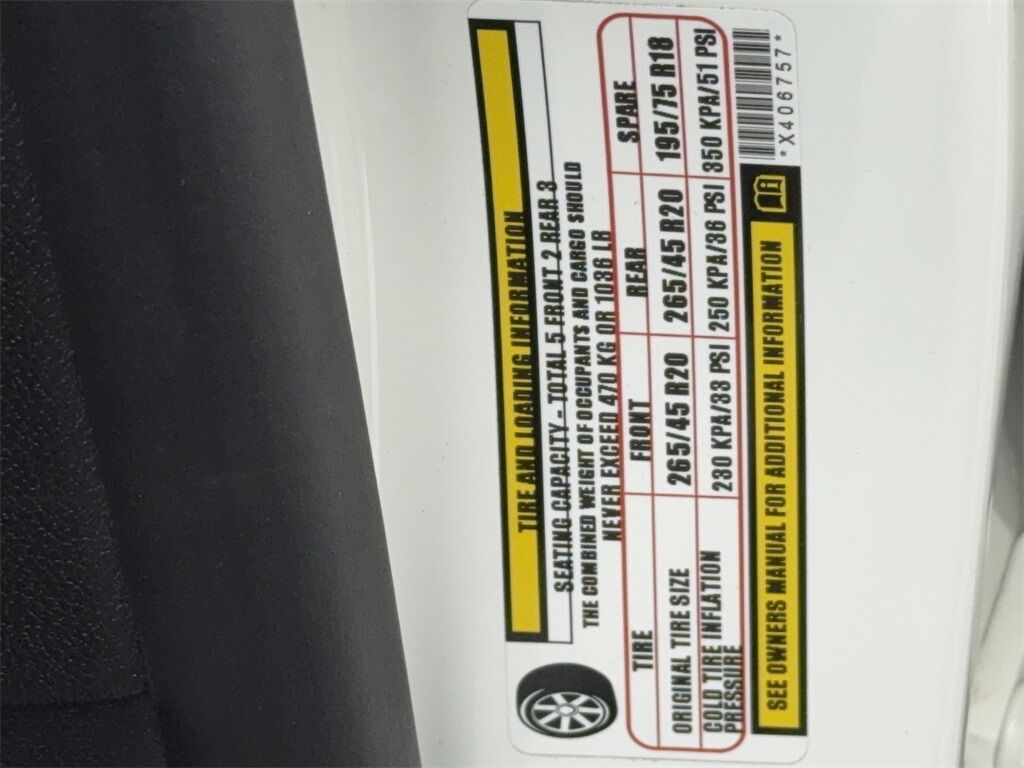 TIRE AND LOADING INFORMATION
SEATING CAPACITY - TOTAL 5 FRONT 2 REAR 3
THE COMBINED WEIGHT OF OCCUPANTS AND CARGO SHOULD
NEVER EXCEED 470 KG OR 1036 LB
TIRE FRONT REAR SPARE
ORIGINAL TIRE SIZE 265/45 R20 265/45 R20 195/75 R18
COLD TIRE INFLATION PRESSURE 230 KPA/33 PSI 250 KPA/36 PSI 350 KPA/51 PSI
SEE OWNERS MANUAL FOR ADDITIONAL INFORMATION
*X406757*